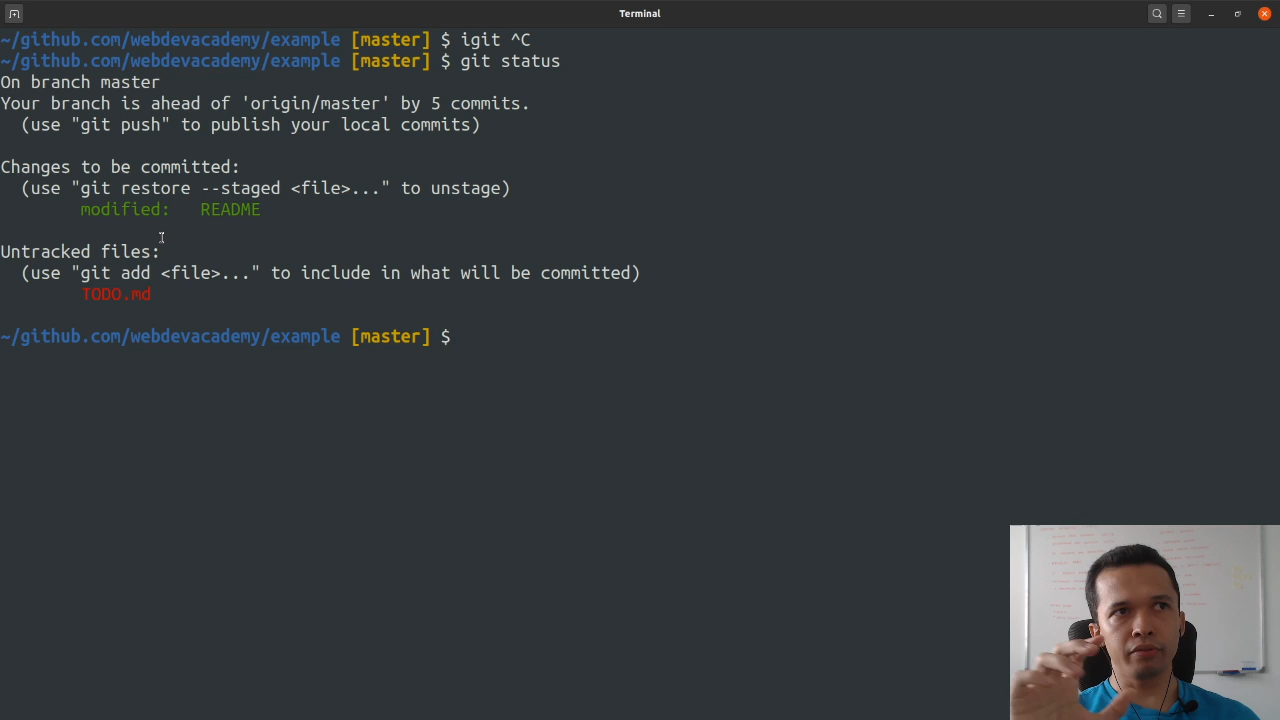 Terminal
~/github.com/webdevacademy/example [master] $ igit ^C
~/github.com/webdevacademy/example [master] $ git status
On branch master
Your branch is ahead of 'origin/master' by 5 commits.
  (use "git push" to publish your local commits)
Changes to be committed:
  (use "git restore --staged <file>..." to unstage)
        modified:   README
Untracked files:
  (use "git add <file>..." to include in what will be committed)
        TODO.md
~/github.com/webdevacademy/example [master] $